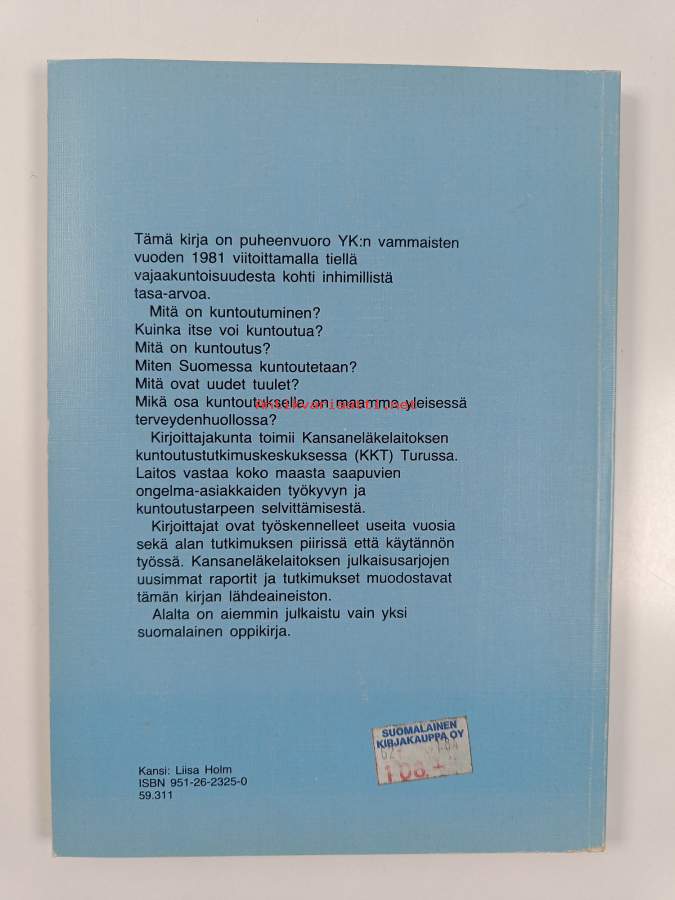 Tämä kirja on puheenvuoro YK:n vammaisten
vuoden 1981 viitoittamalla tiellä
vajaakuntoisuudesta kohti inhimillistä
tasa-arvoa.
Mitä on kuntoutuminen?
Kuinka itse voi kuntoutua?
Mitä on kuntoutus?
Miten Suomessa kuntoutetaan?
Mitä ovat uudet tuulet?
Mikä osa kuntoutuksella on maamme yleisessä
Antikvariaatti.net
terveydenhuollossa?
Kirjoittajakunta toimii Kansaneläkelaitoksen
kuntoutustutkimuskeskuksessa (KKT) Turussa.
Laitos vastaa koko maasta saapuvien
ongelma-asiakkaiden työkyvyn ja
kuntoutustarpeen selvittämisestä.
Kirjoittajat ovat työskennelleet useita vuosia
sekä alan tutkimuksen piirissä että käytännön
työssä. Kansaneläkelaitoksen julkaisusarjojen
uusimmat raportit ja tutkimukset muodostavat
tämän kirjan lähdeaineiston.
Alalta on aiemmin julkaistu vain yksi
suomalainen oppikirja.
SUOMALAINEN
KIRJAKAUPPA OY
106.-
Kansi: Liisa Holm
ISBN 951-26-2325-0
59.311